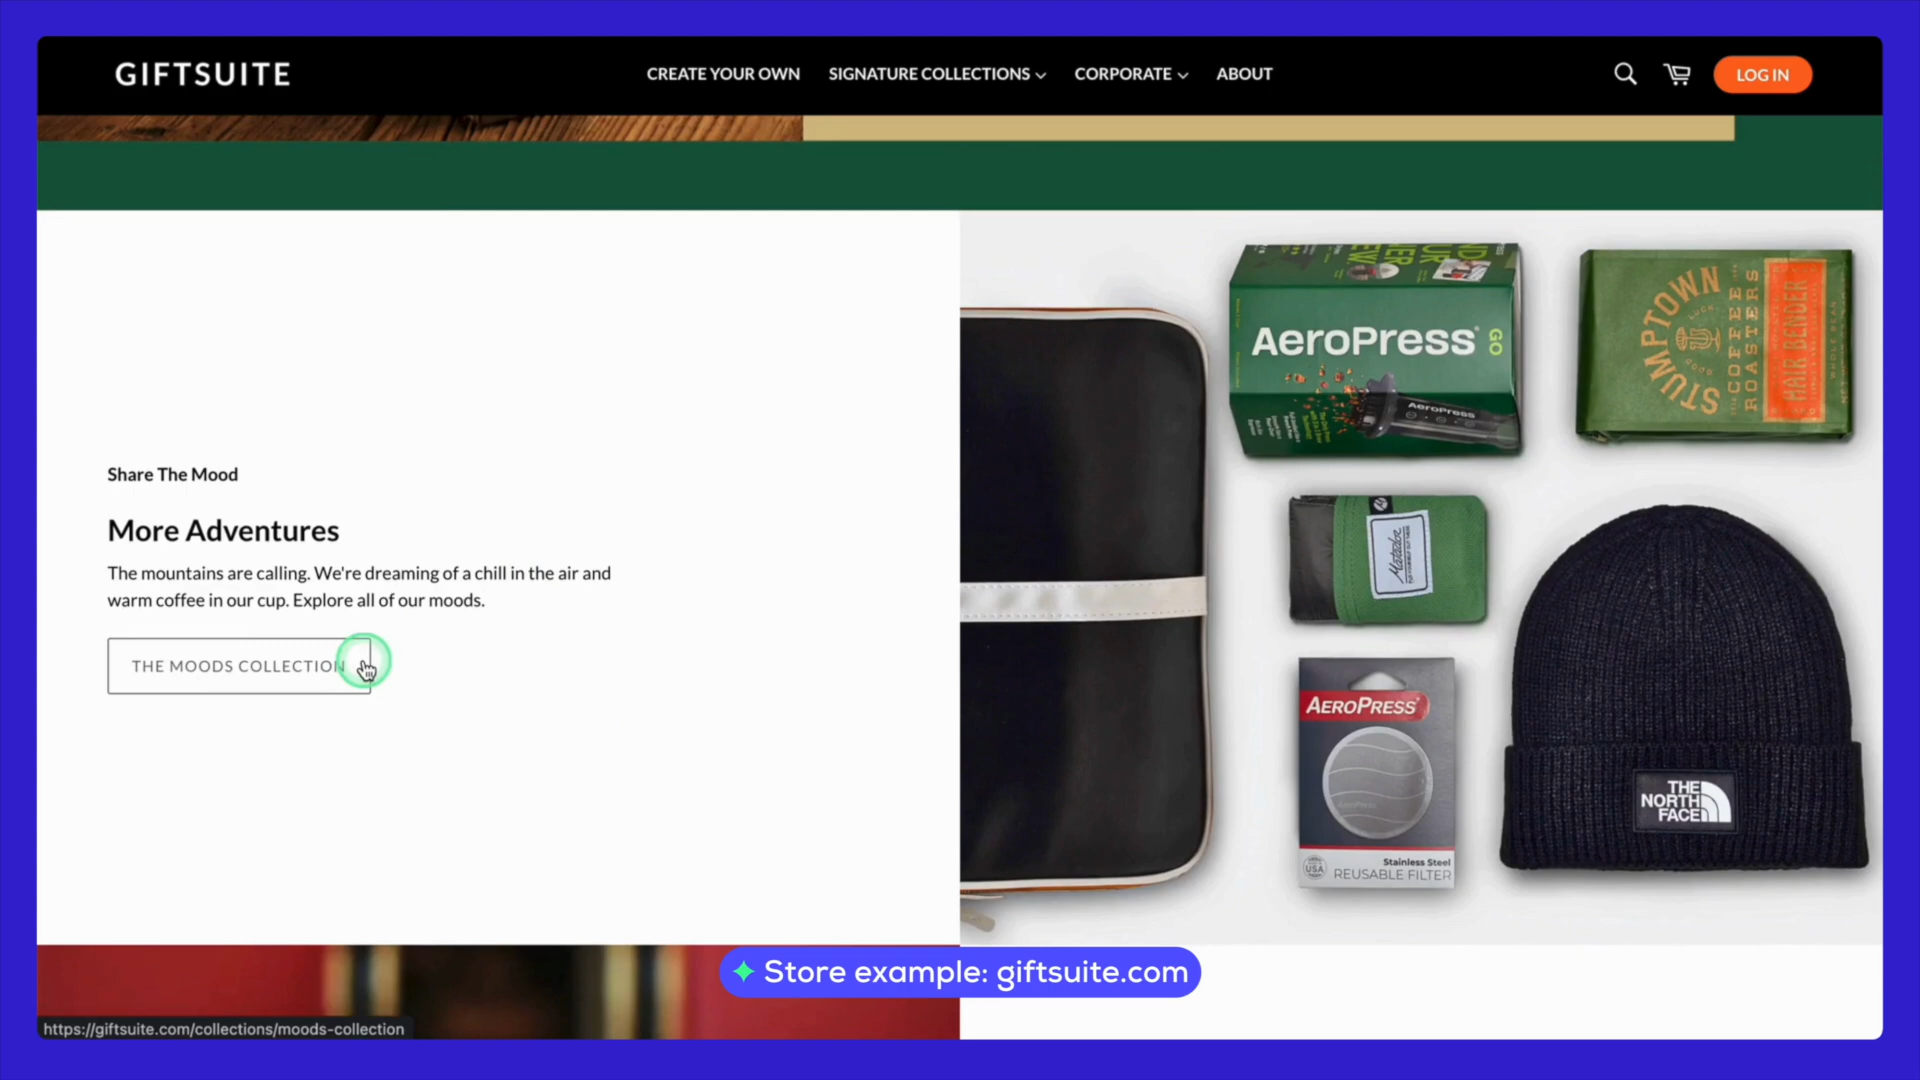 GIFTSUITE
CREATE YOUR OWN
SIGNATURE COLLECTIONS
CORPORATE
ABOUT
LOG IN
Share The Mood
More Adventures
The mountains are calling. We're dreaming of a chill in the air and
warm coffee in our cup. Explore all of our moods.
THE MOODS COLLECTION
AeroPress GO
AeroPress
STUMPTOWN
COFFEE
ROASTERS
HAIR BENDER
Matador
AEROPRESS
USA
Stainless Steel
REUSABLE FILTER
THE
NORTH
FACE
Store example: giftsuite.com
https://giftsuite.com/collections/moods-collection